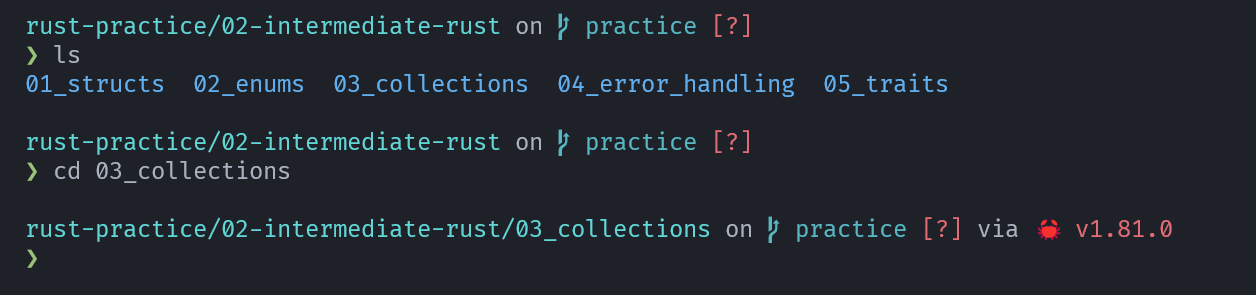 rust-practice/02-intermediate-rust on practice [?]
❯ ls
01_structs 02_enums 03_collections 04_error_handling 05_traits
rust-practice/02-intermediate-rust on practice [?]
❯ cd 03_collections
rust-practice/02-intermediate-rust/03_collections on practice [?] via 🦀 v1.81.0
❯